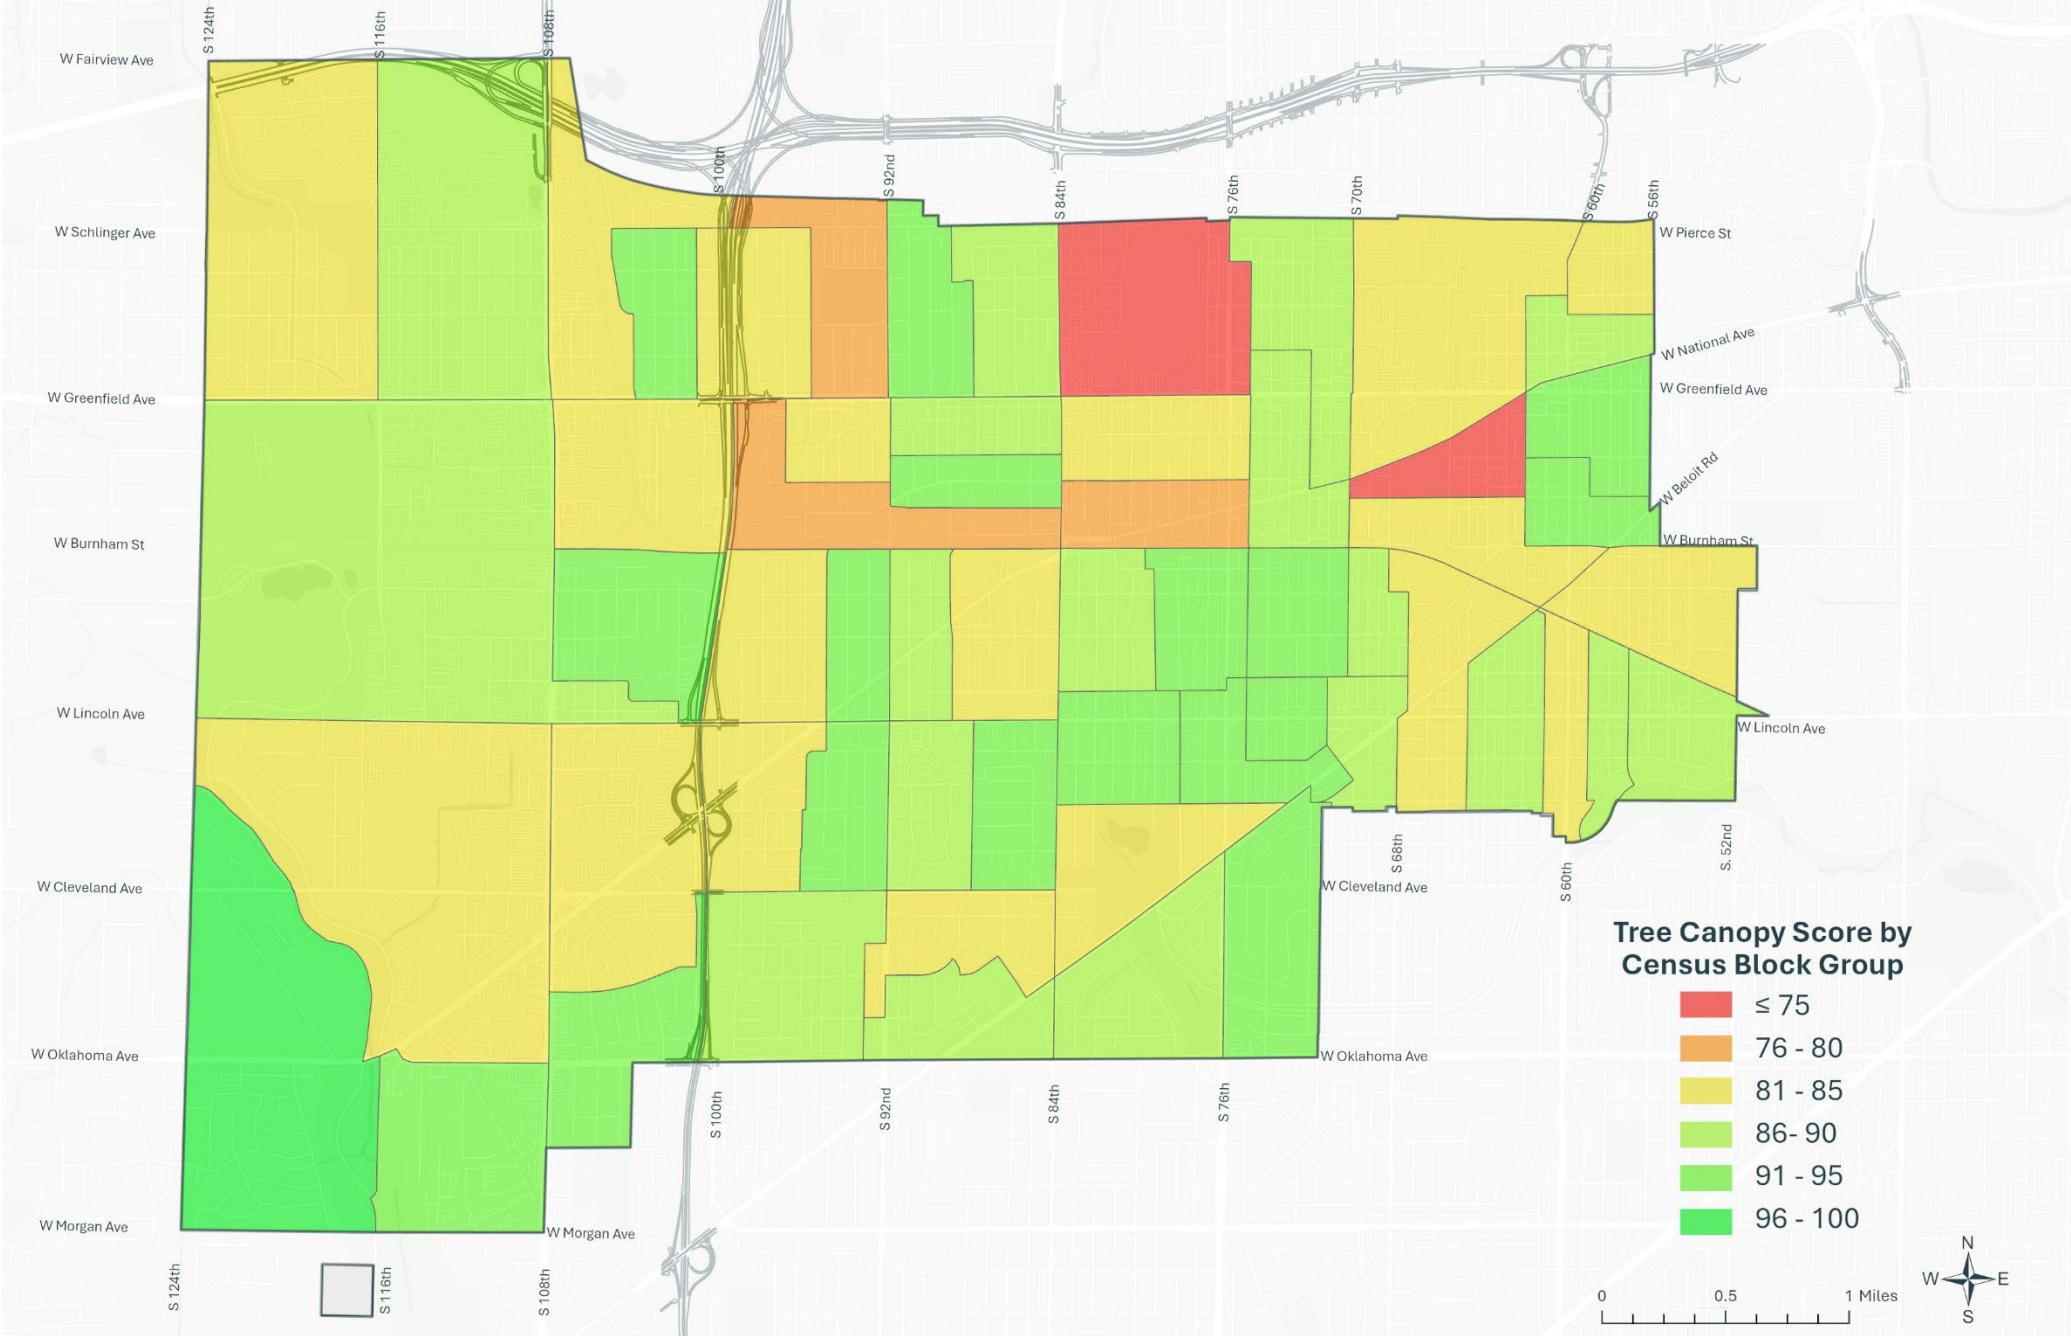 S 124th
S 116th
S 108th
W Fairview Ave
S 100th
S 92nd
S 84th
S 76th
S 70th
S 60th
S 56th
W Schlinger Ave
W Pierce St
W National Ave
W Greenfield Ave
W Greenfield Ave
W Beloit Rd
W Burnham St
W Burnham St
W Lincoln Ave
W Lincoln Ave
S 68th
S 60th
S. 52nd
W Cleveland Ave
W Cleveland Ave
Tree Canopy Score by
Census Block Group
≤ 75
76 - 80
81 - 85
86- 90
91 - 95
96 - 100
W Oklahoma Ave
W Oklahoma Ave
S 100th
S 92nd
S 84th
S 76th
W Morgan Ave
W Morgan Ave
S 124th
S 116th
S 108th
N
W E
S
0 0.5 1 Miles